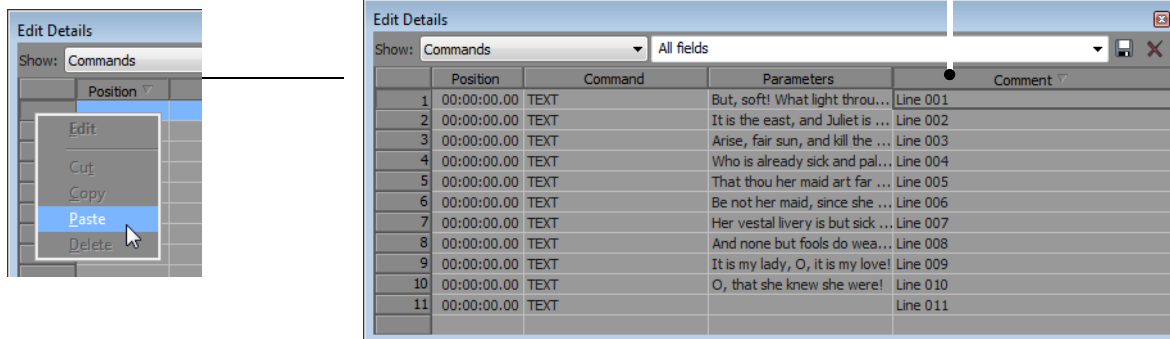 Edit Details
Show: Commands
Position
Edit
Cut
Copy
Paste
Delete
Edit Details
Show: Commands All fields
Position Command Parameters Comment
1 00:00:00.00 TEXT But, soft! What light throu... Line 001
2 00:00:00.00 TEXT It is the east, and Juliet is ... Line 002
3 00:00:00.00 TEXT Arise, fair sun, and kill the ... Line 003
4 00:00:00.00 TEXT Who is already sick and pal... Line 004
5 00:00:00.00 TEXT That thou her maid art far ... Line 005
6 00:00:00.00 TEXT Be not her maid, since she ... Line 006
7 00:00:00.00 TEXT Her vestal livery is but sick ... Line 007
8 00:00:00.00 TEXT And none but fools do wea... Line 008
9 00:00:00.00 TEXT It is my lady, O, it is my love! Line 009
10 00:00:00.00 TEXT O, that she knew she were! Line 010
11 00:00:00.00 TEXT Line 011